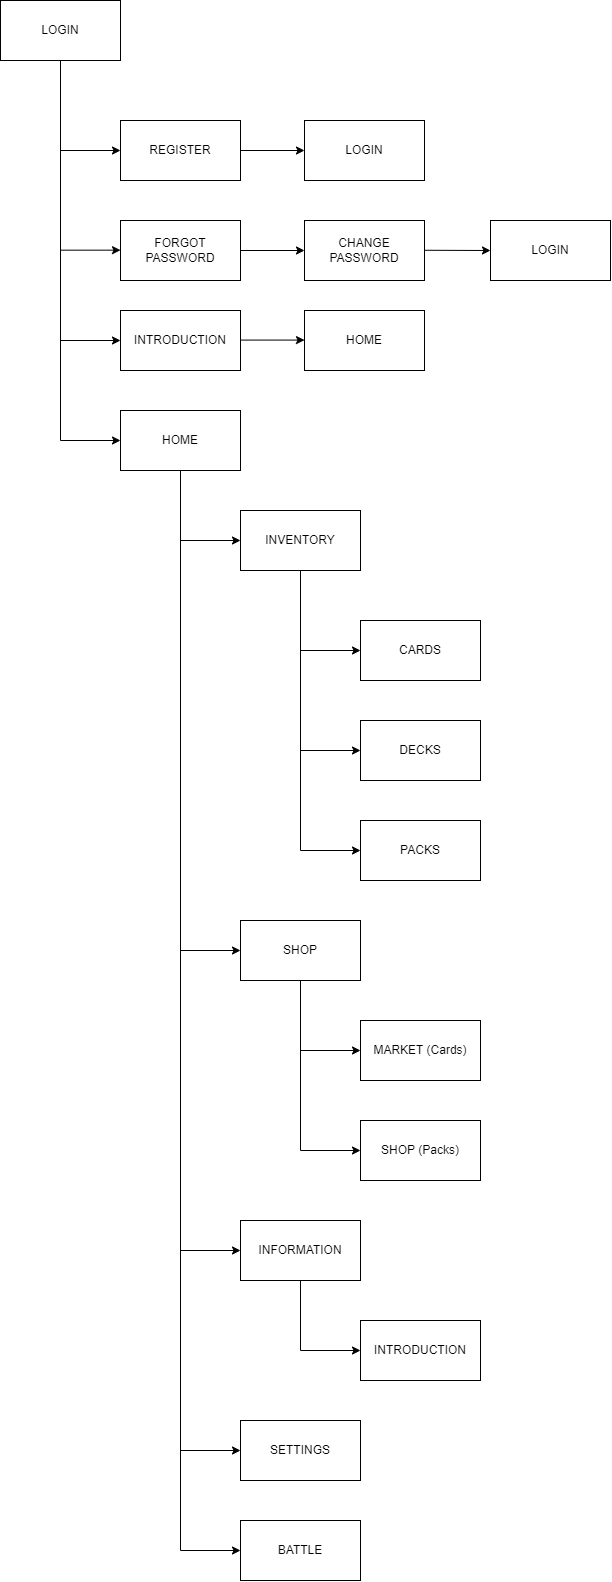 LOGIN
REGISTER
LOGIN
FORGOT
PASSWORD
CHANGE
PASSWORD
LOGIN
INTRODUCTION
HOME
HOME
INVENTORY
CARDS
DECKS
PACKS
SHOP
MARKET (Cards)
SHOP (Packs)
INFORMATION
INTRODUCTION
SETTINGS
BATTLE